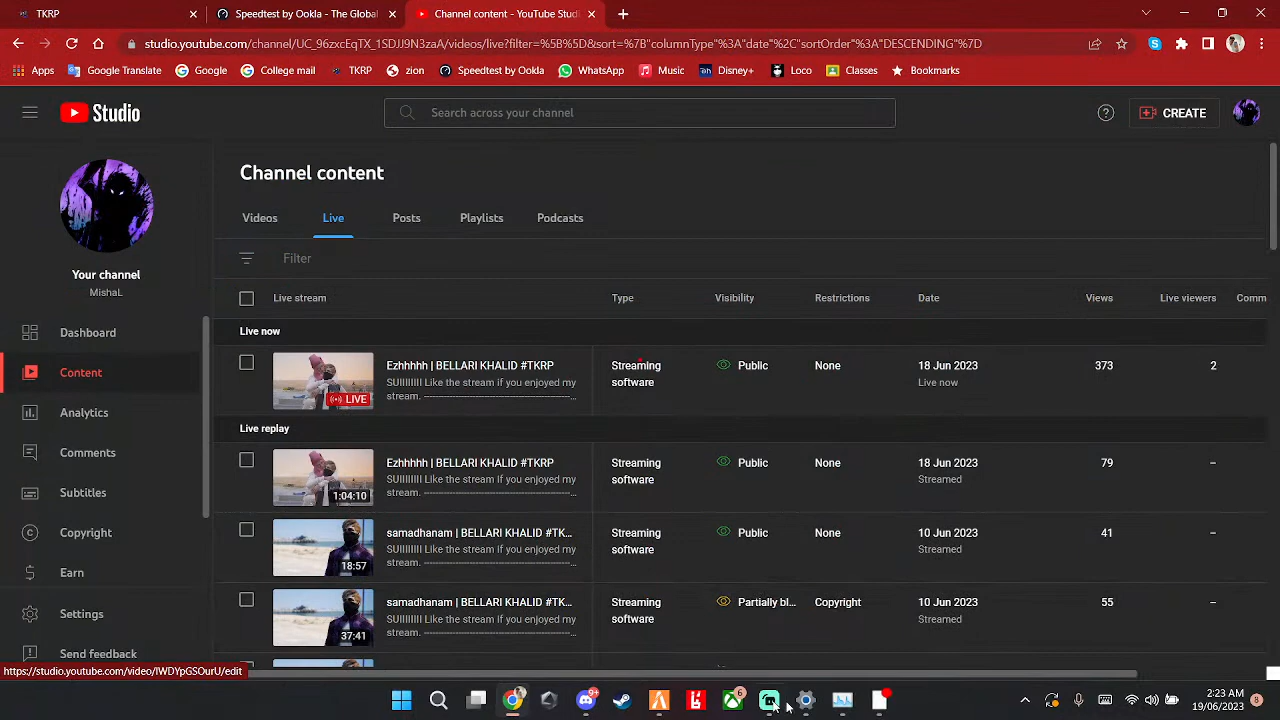 TKRP
Speedtest by Ookla - The Global
Channel content - YouTube Studi
studio.youtube.com/channel/UC_96zxcEqTX_1SDJJ9N3zaA/videos/live?filter=%5B%5D&sort=%7B"columnType"%3A"date"%2C"sortOrder"%3A"DESCENDING"%7D
Apps
Google Translate
Google
College mail
TKRP
zion
Speedtest by Ookla
WhatsApp
Music
Disney+
Loco
Classes
Bookmarks
Studio
Search across your channel
CREATE
Your channel
MishaL
Dashboard
Content
Analytics
Comments
Subtitles
Copyright
Earn
Settings
Send feedback
Channel content
Videos Live Posts Playlists Podcasts
Filter
Live stream Type Visibility Restrictions Date Views Live viewers Comm
Live now
LIVE
Ezhhhhh | BELLARI KHALID #TKRP
SUIIIIIIII Like the stream if you enjoyed my
stream. ---------------------------------------------...
Streaming
software
Public
None
18 Jun 2023
Live now
373
2
Live replay
1:04:10
Ezhhhhh | BELLARI KHALID #TKRP
SUIIIIIIII Like the stream if you enjoyed my
stream. ---------------------------------------------...
Streaming
software
Public
None
18 Jun 2023
Streamed
79
–
18:57
samadhanam | BELLARI KHALID #TK...
SUIIIIIIII Like the stream if you enjoyed my
stream. ---------------------------------------------...
Streaming
software
Public
None
10 Jun 2023
Streamed
41
–
37:41
samadhanam | BELLARI KHALID #TK...
SUIIIIIIII Like the stream if you enjoyed my
stream. ---------------------------------------------...
Streaming
software
Partially bl...
Copyright
10 Jun 2023
Streamed
55
–
https://studio.youtube.com/video/lWDYpGSOurU/edit
9+
6
2:23 AM
19/06/2023
8